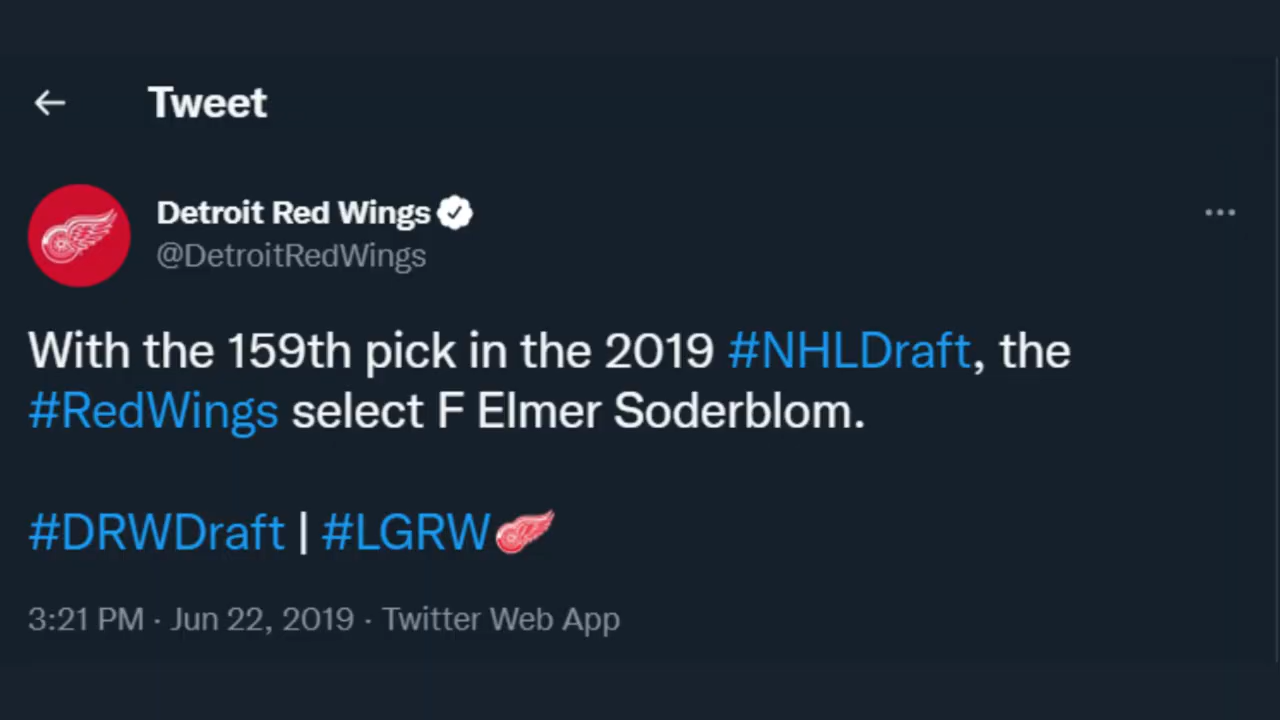 Tweet
Detroit Red Wings
@DetroitRedWings
With the 159th pick in the 2019 #NHLDraft, the
#RedWings select F Elmer Soderblom.
#DRWDraft | #LGRW
3:21 PM · Jun 22, 2019 · Twitter Web App